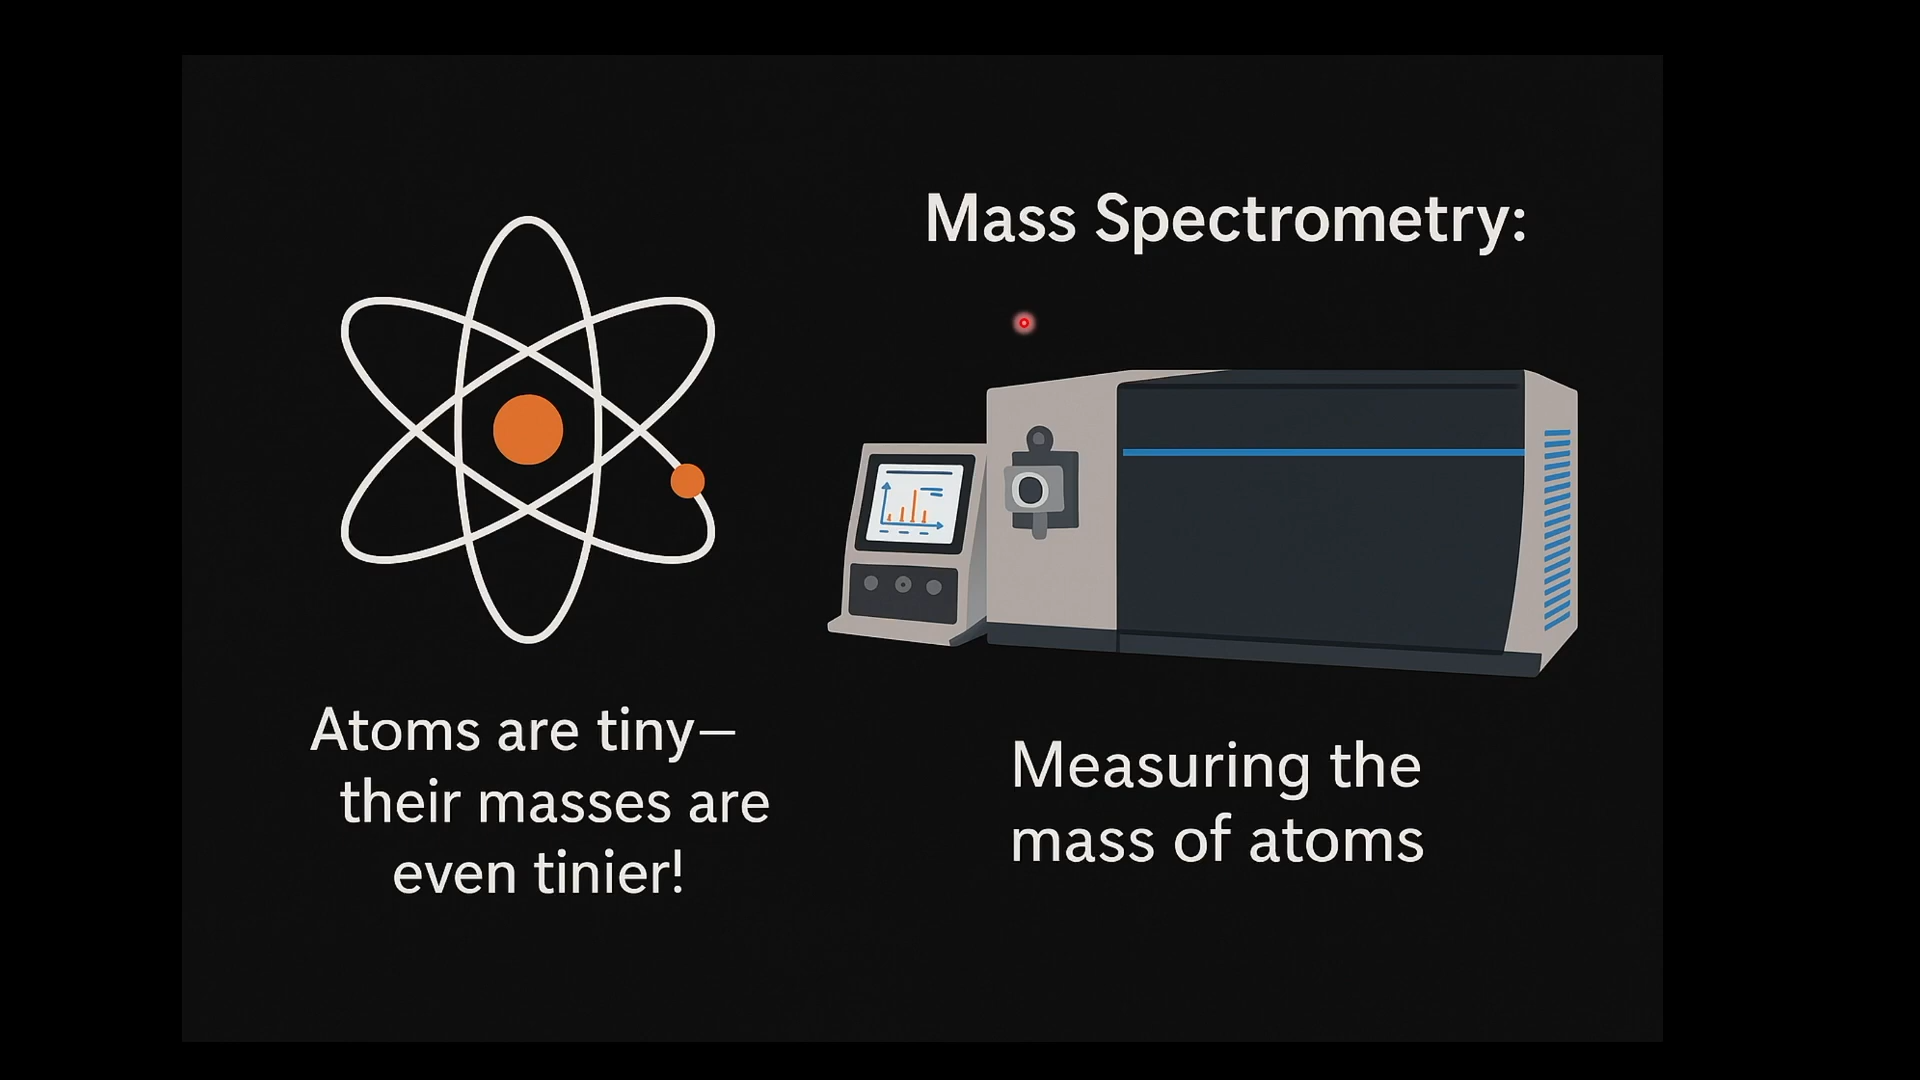 Mass Spectrometry:
Atoms are tiny—
their masses are
even tinier!
Measuring the
mass of atoms